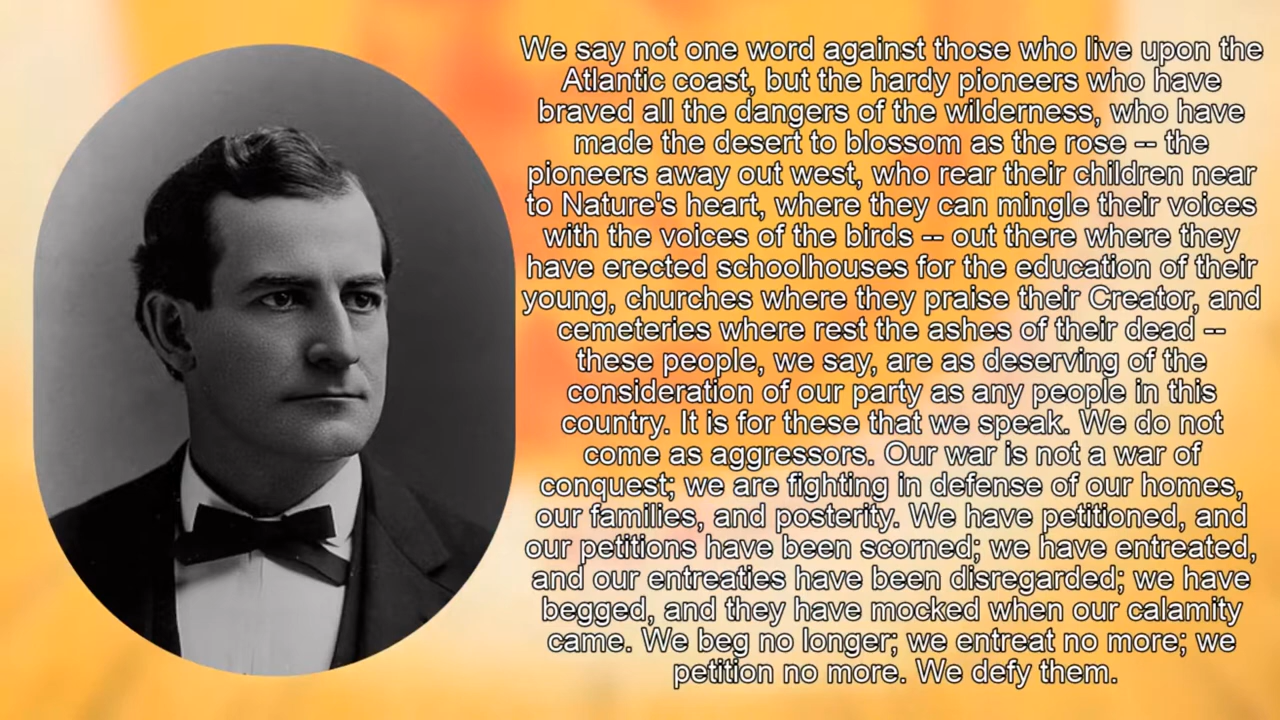 We say not one word against those who live upon the
Atlantic coast, but the hardy pioneers who have
braved all the dangers of the wilderness, who have
made the desert to blossom as the rose -- the
pioneers away out west, who rear their children near
to Nature's heart, where they can mingle their voices
with the voices of the birds -- out there where they
have erected schoolhouses for the education of their
young, churches where they praise their Creator, and
cemeteries where rest the ashes of their dead --
these people, we say, are as deserving of the
consideration of our party as any people in this
country. It is for these that we speak. We do not
come as aggressors. Our war is not a war of
conquest; we are fighting in defense of our homes,
our families, and posterity. We have petitioned, and
our petitions have been scorned; we have entreated,
and our entreaties have been disregarded; we have
begged, and they have mocked when our calamity
came. We beg no longer; we entreat no more; we
petition no more. We defy them.